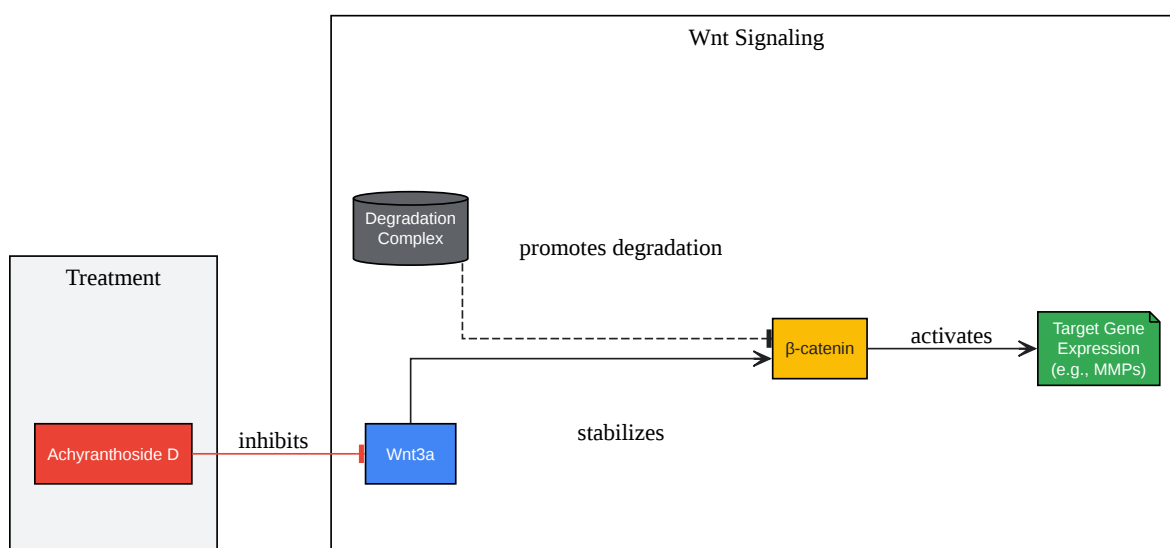 Wnt Signaling
Degradation
Complex
promotes degradation
Treatment
β-catenin
activates
Target Gene
Expression
(e.g., MMPs)
Achyranthoside D
inhibits
Wnt3a
stabilizes